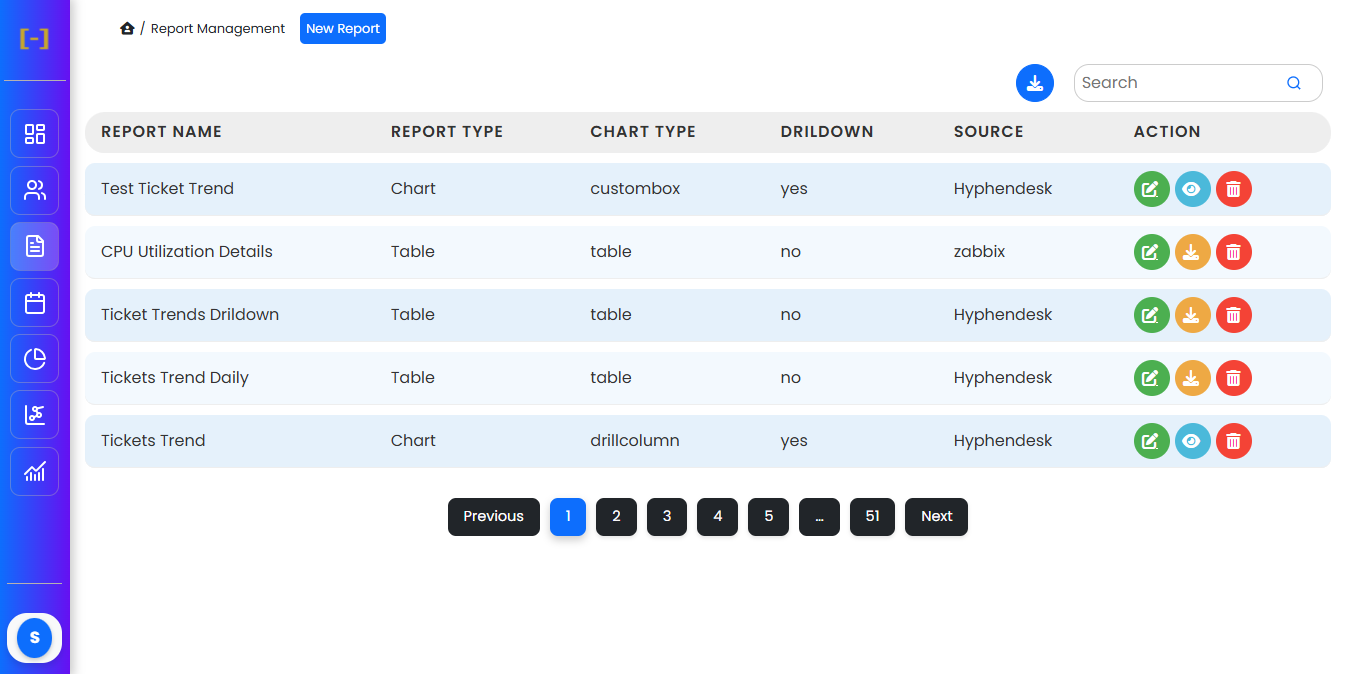 [-]
/ Report Management New Report
Search
REPORT NAME REPORT TYPE CHART TYPE DRILDOWN SOURCE ACTION
Test Ticket Trend Chart custombox yes Hyphendesk
CPU Utilization Details Table table no zabbix
Ticket Trends Drildown Table table no Hyphendesk
Tickets Trend Daily Table table no Hyphendesk
Tickets Trend Chart drillcolumn yes Hyphendesk
Previous 1 2 3 4 5 ... 51 Next
S